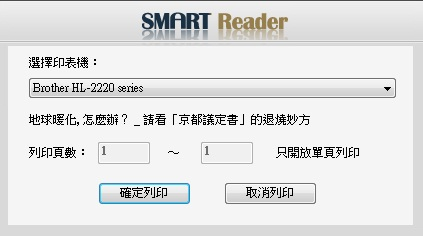 SMART Reader
選擇印表機：
Brother HL-2220 series
地球暖化,怎麼辦？_請看「京都議定書」的退燒妙方
列印頁數： 1 ～ 1 只開放單頁列印
確定列印 取消列印